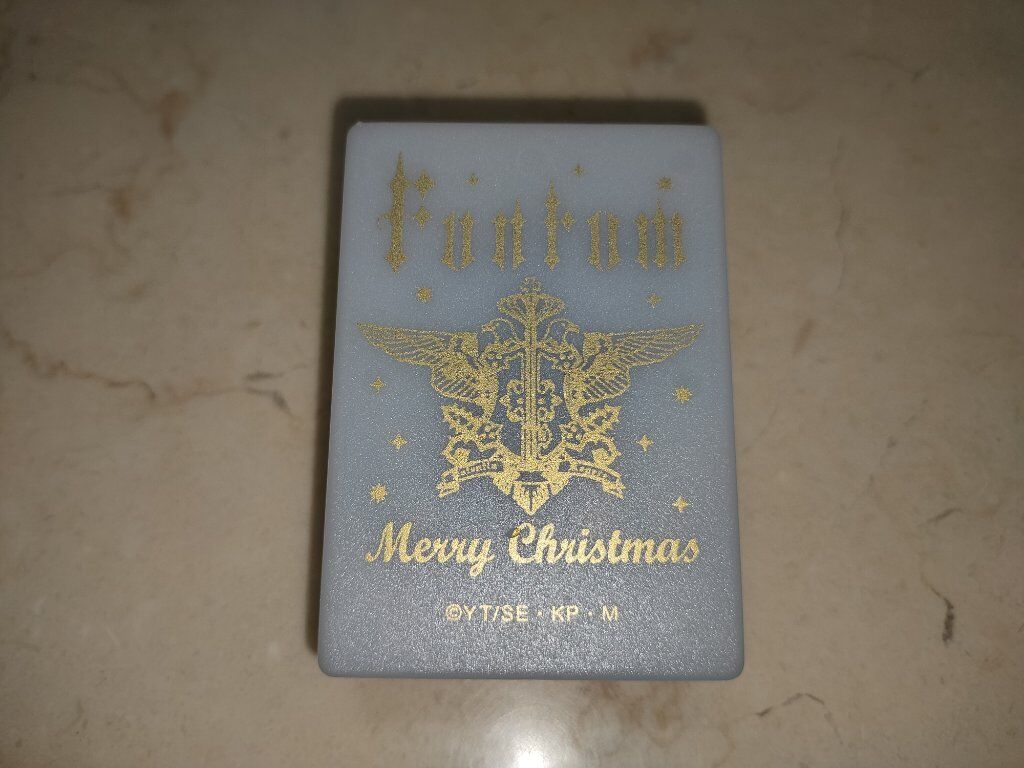 Funtom
Merry Christmas
©YT/SE · KP · M